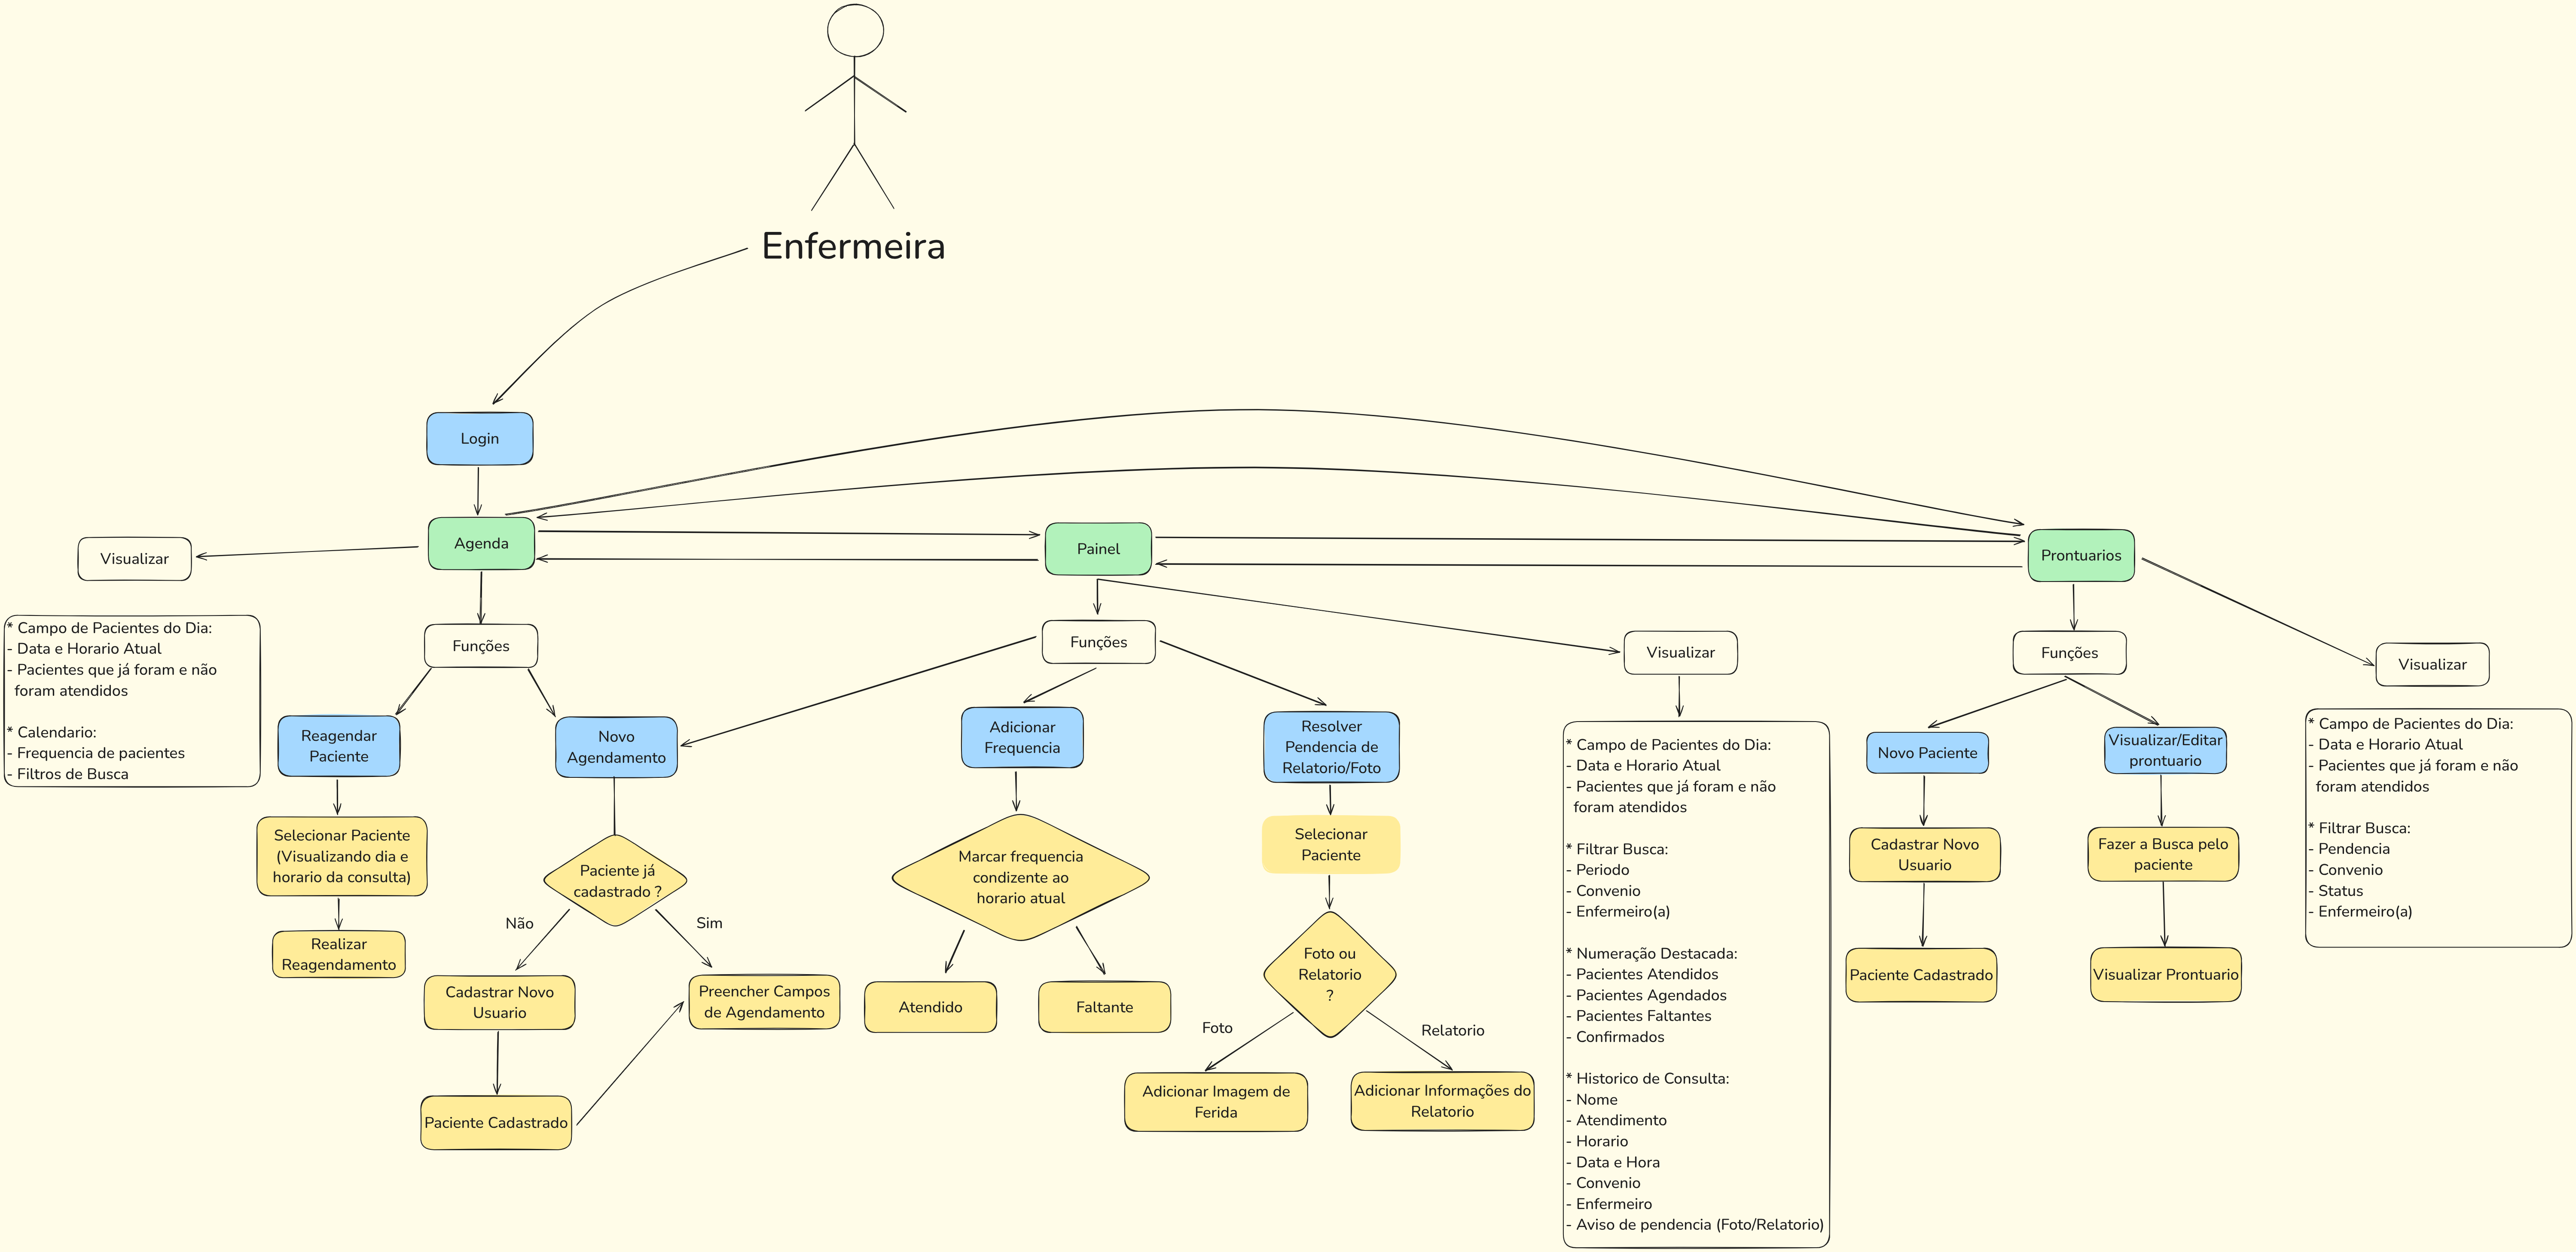 Enfermeira
Login
Agenda
Painel
Prontuarios
Visualizar
* Campo de Pacientes do Dia:
- Data e Horario Atual
- Pacientes que já foram e não
foram atendidos
* Calendario:
- Frequencia de pacientes
- Filtros de Busca
Funções
Reagendar
Paciente
Selecionar Paciente
(Visualizando dia e
horario da consulta)
Realizar
Reagendamento
Novo
Agendamento
Paciente já
cadastrado ?
Não
Sim
Cadastrar Novo
Usuario
Paciente Cadastrado
Preencher Campos
de Agendamento
Funções
Adicionar
Frequencia
Marcar frequencia
condizente ao
horario atual
Atendido
Faltante
Resolver
Pendencia de
Relatorio/Foto
Selecionar
Paciente
Foto ou
Relatorio
?
Foto
Relatorio
Adicionar Imagem de
Ferida
Adicionar Informações do
Relatorio
Visualizar
* Campo de Pacientes do Dia:
- Data e Horario Atual
- Pacientes que já foram e não
foram atendidos
* Filtrar Busca:
- Periodo
- Convenio
- Enfermeiro(a)
* Numeração Destacada:
- Pacientes Atendidos
- Pacientes Agendados
- Pacientes Faltantes
- Confirmados
* Historico de Consulta:
- Nome
- Atendimento
- Horario
- Data e Hora
- Convenio
- Enfermeiro
- Aviso de pendencia (Foto/Relatorio)
Funções
Novo Paciente
Cadastrar Novo
Usuario
Paciente Cadastrado
Visualizar/Editar
prontuario
Fazer a Busca pelo
paciente
Visualizar Prontuario
Visualizar
* Campo de Pacientes do Dia:
- Data e Horario Atual
- Pacientes que já foram e não
foram atendidos
* Filtrar Busca:
- Pendencia
- Convenio
- Status
- Enfermeiro(a)